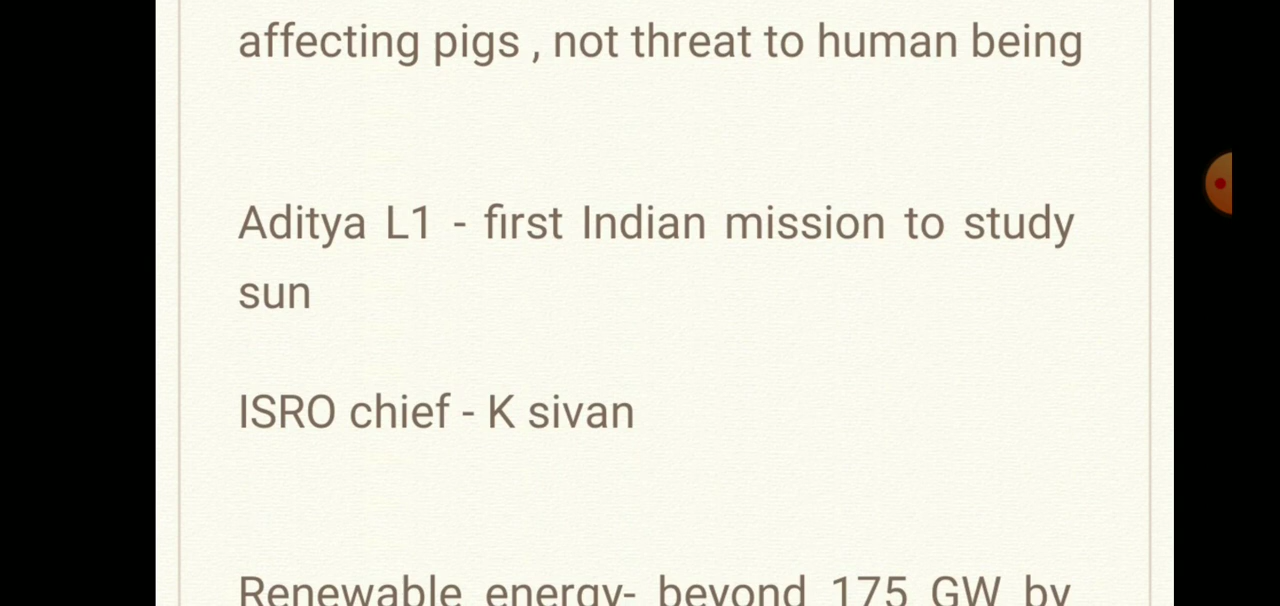 affecting pigs , not threat to human being
Aditya L1 - first Indian mission to study
sun
ISRO chief - K sivan
Renewable energy- beyond 175 GW by